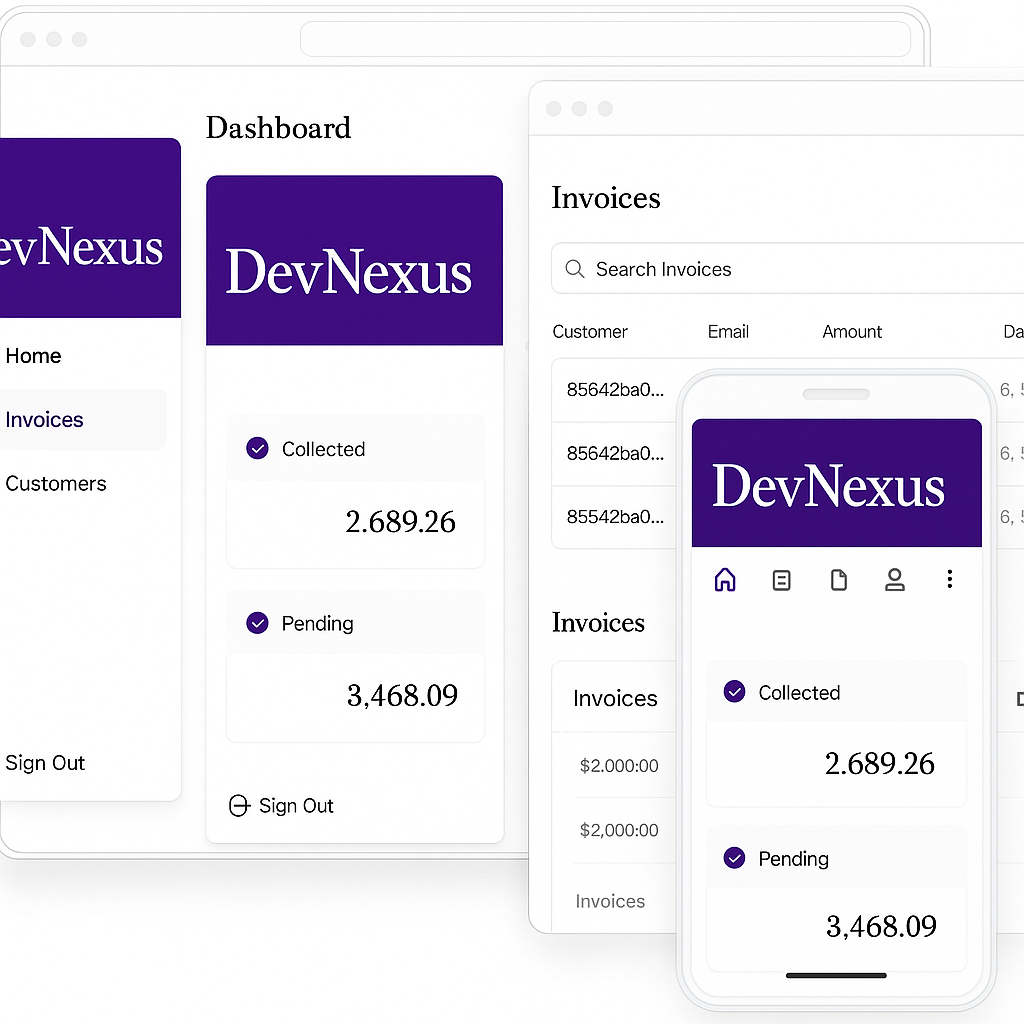 Dashboard
evNexus
Home
Invoices
Customers
Sign Out
DevNexus
Collected
2.689.26
Pending
3,468.09
Sign Out
Invoices
Search Invoices
Customer Email Amount Da
85642ba0... 6, 5
85642ba0... 6, 5
85542ba0... 6, 5
Invoices
Invoices
$2.000:00
$2,000:00
Invoices
DevNexus
Collected
2.689.26
Pending
3,468.09